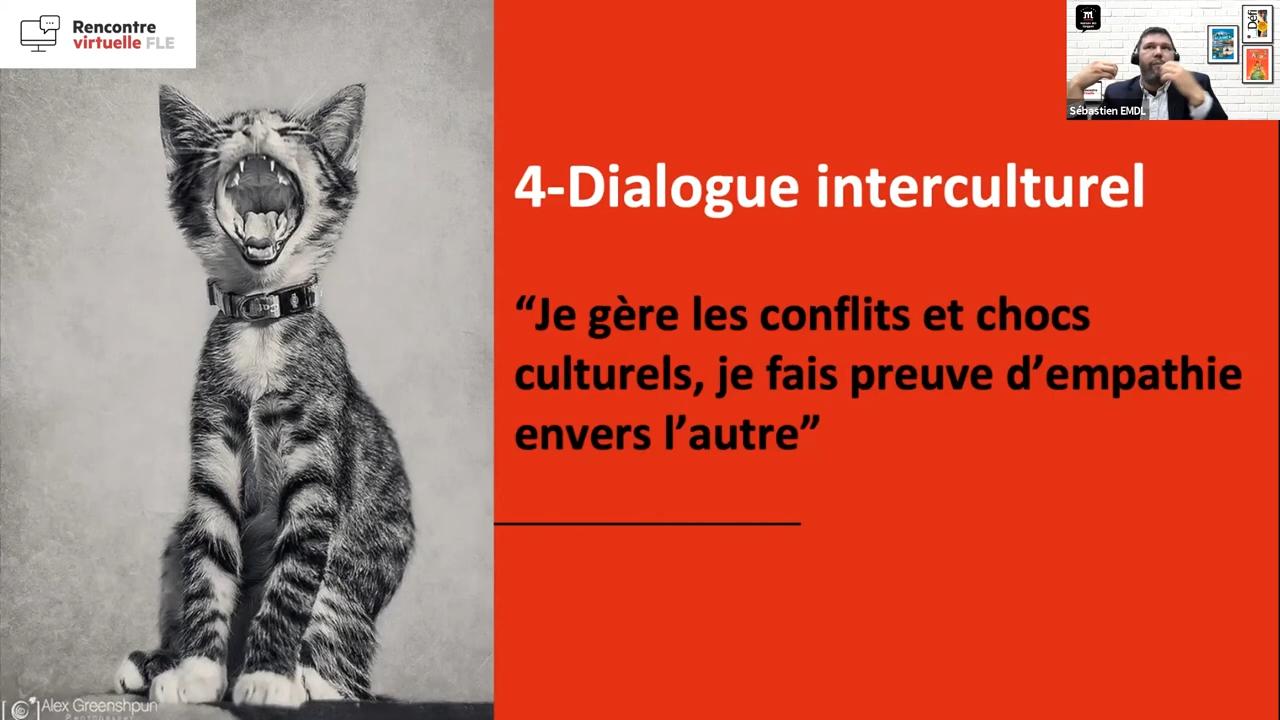 Rencontre
virtuelle FLE
Sébastien EMDL
Défi
4-Dialogue interculturel
“Je gère les conflits et chocs
culturels, je fais preuve d’empathie
envers l’autre”
Alex Greenshpun